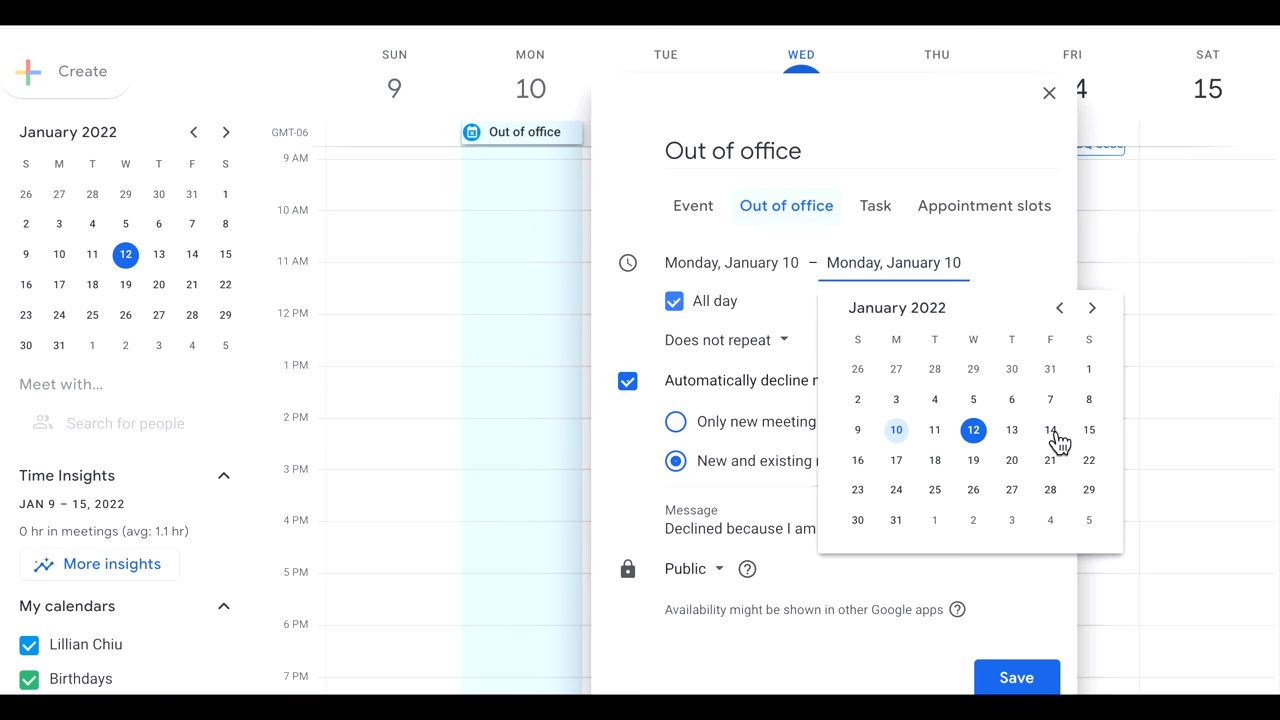 Create
SUN MON TUE WED THU FRI SAT
9 10 15
January 2022
GMT-06
Out of office
S M T W T F S
26 27 28 29 30 31 1
2 3 4 5 6 7 8
9 10 11 12 13 14 15
16 17 18 19 20 21 22
23 24 25 26 27 28 29
30 31 1 2 3 4 5
Meet with...
Search for people
Time Insights
JAN 9 – 15, 2022
0 hr in meetings (avg: 1.1 hr)
More insights
My calendars
Lillian Chiu
Birthdays
9 AM
10 AM
11 AM
12 PM
1 PM
2 PM
3 PM
4 PM
5 PM
6 PM
7 PM
Out of office
Event Out of office Task Appointment slots
Monday, January 10 – Monday, January 10
All day
Does not repeat
Automatically decline
Only new meeting
New and existing
Message
Declined because I am
Public
Availability might be shown in other Google apps
Save
January 2022
S M T W T F S
26 27 28 29 30 31 1
2 3 4 5 6 7 8
9 10 11 12 13 14 15
16 17 18 19 20 21 22
23 24 25 26 27 28 29
30 31 1 2 3 4 5